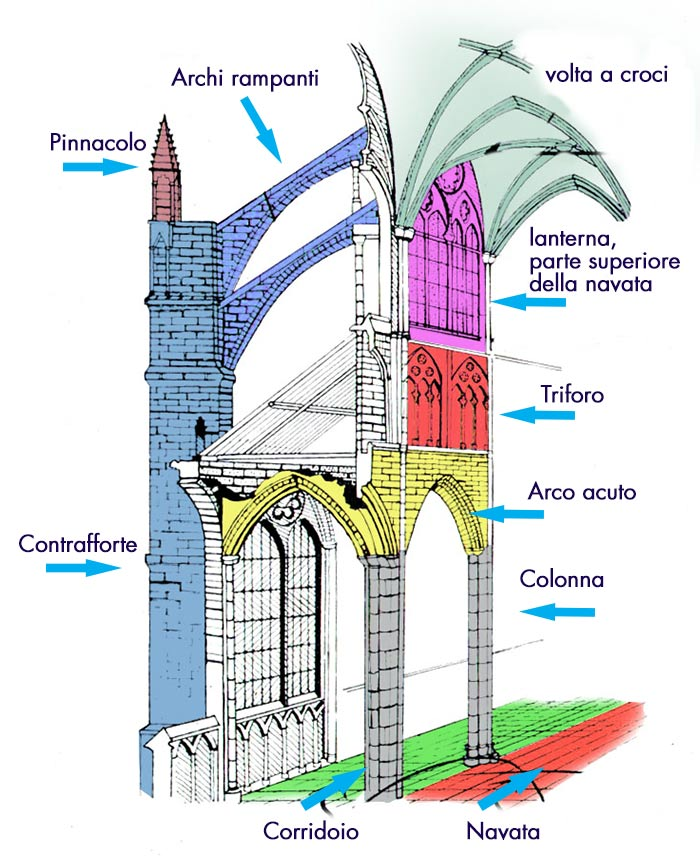 volta a croci
Archi rampanti
Pinnacolo
lanterna,
parte superiore
della navata
Triforo
Arco acuto
Contrafforte
Colonna
Corridoio
Navata